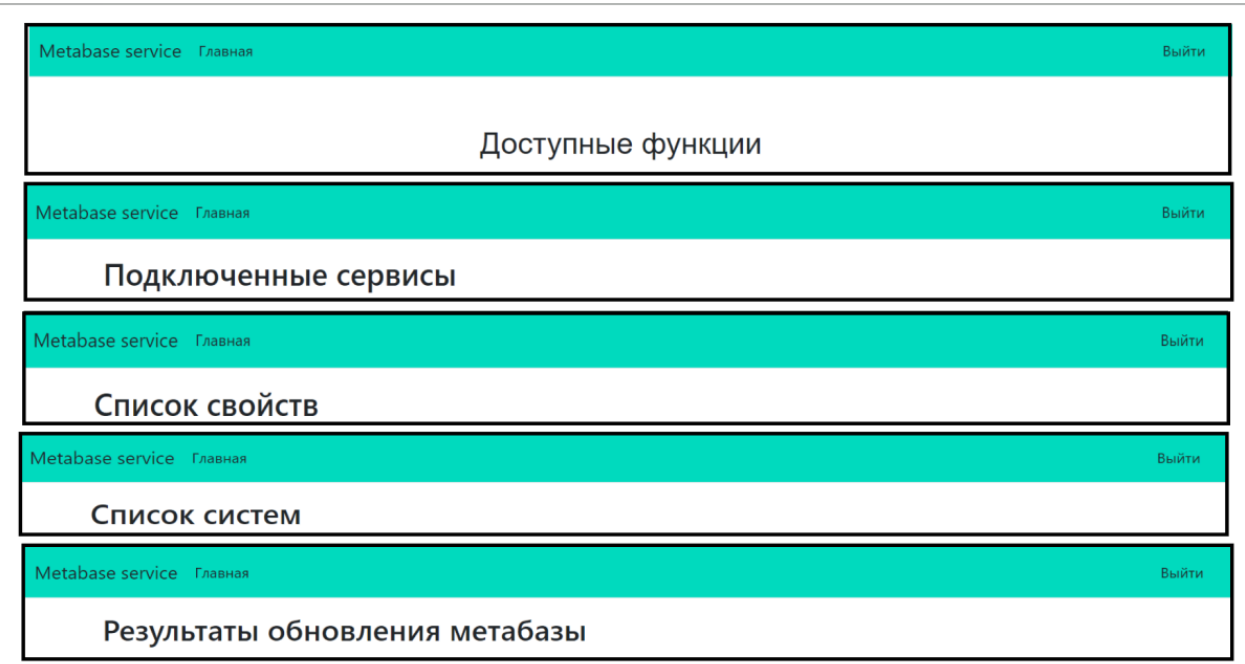 Metabase service Главная Выйти
Доступные функции
Metabase service Главная Выйти
Подключенные сервисы
Metabase service Главная Выйти
Список свойств
Metabase service Главная Выйти
Список систем
Metabase service Главная Выйти
Результаты обновления метабазы